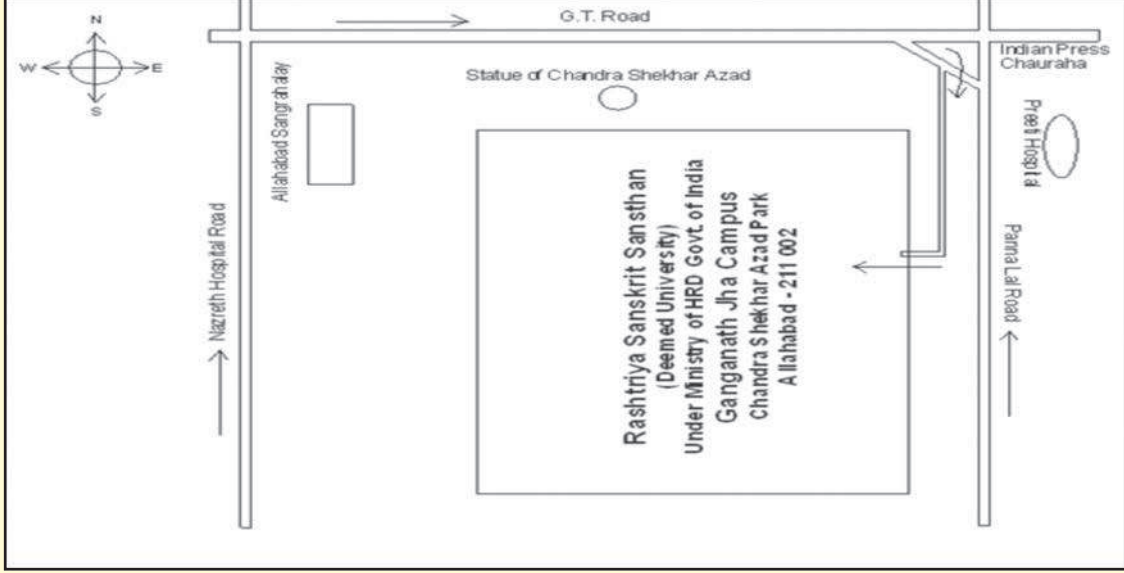 N
W E
S
G.T. Road
Indian Press
Chauraha
Statue of Chandra Shekhar Azad
Allahabad Sangrahalay
Preeti Hospital
Nazreth Hospital Road
Rashtriya Sanskrit Sansthan
(Deemed University)
Under Ministry of HRD Govt. of India
Ganganath Jha Campus
Chandra Shekhar Azad Park
Allahabad - 211 002
Panna Lal Road